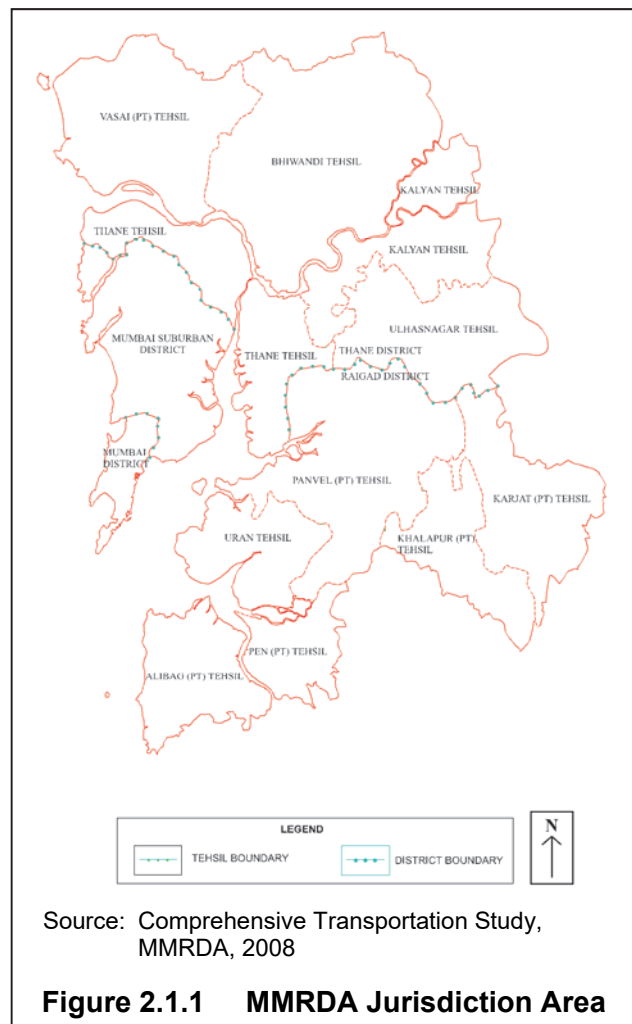 VASAI (PT) TEHSIL
BHIWANDI TEHSIL
KALYAN TEHSIL
THANE TEHSIL
KALYAN TEHSIL
ULHASNAGAR TEHSIL
MUMBAI SUBURBAN
DISTRICT
THANE TEHSIL
THANE DISTRICT
RAIGAD DISTRICT
MUMBAI
DISTRICT
PANVEL (PT) TEHSIL
KARJAT (PT) TEHSIL
URAN TEHSIL
KHALAPUR (PT)
TEHSIL
PEN (PT) TEHSIL
ALIBAG (PT) TEHSIL
LEGEND
TEHSIL BOUNDARY
DISTRICT BOUNDARY
N
Source: Comprehensive Transportation Study,
MMRDA, 2008
Figure 2.1.1 MMRDA Jurisdiction Area